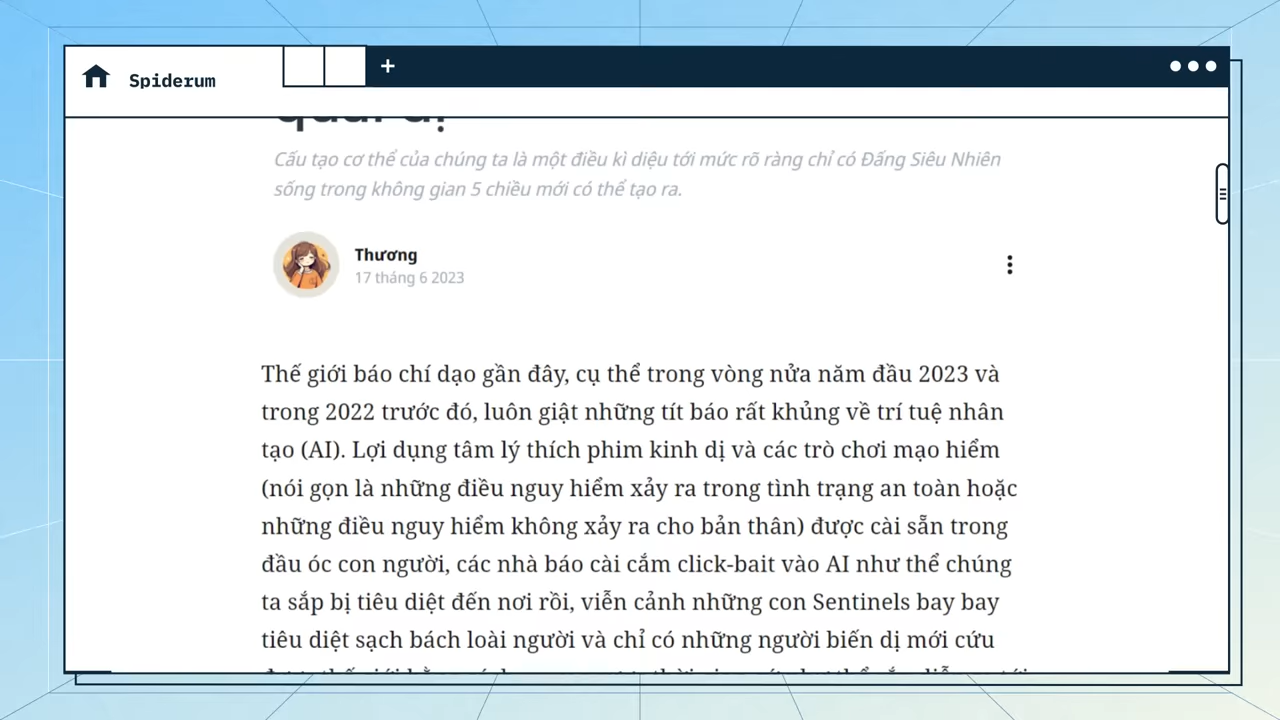 Spiderum
Cấu tạo cơ thể của chúng ta là một điều kì diệu tới mức rõ ràng chỉ có Đấng Siêu Nhiên
sống trong không gian 5 chiều mới có thể tạo ra.
Thương
17 tháng 6 2023
Thế giới báo chí dạo gần đây, cụ thể trong vòng nửa năm đầu 2023 và
trong 2022 trước đó, luôn giật những tít báo rất khủng về trí tuệ nhân
tạo (AI). Lợi dụng tâm lý thích phim kinh dị và các trò chơi mạo hiểm
(nói gọn là những điều nguy hiểm xảy ra trong tình trạng an toàn hoặc
những điều nguy hiểm không xảy ra cho bản thân) được cài sẵn trong
đầu óc con người, các nhà báo cài cắm click-bait vào AI như thể chúng
ta sắp bị tiêu diệt đến nơi rồi, viễn cảnh những con Sentinels bay bay
tiêu diệt sạch bách loài người và chỉ có những người biến dị mới cứu